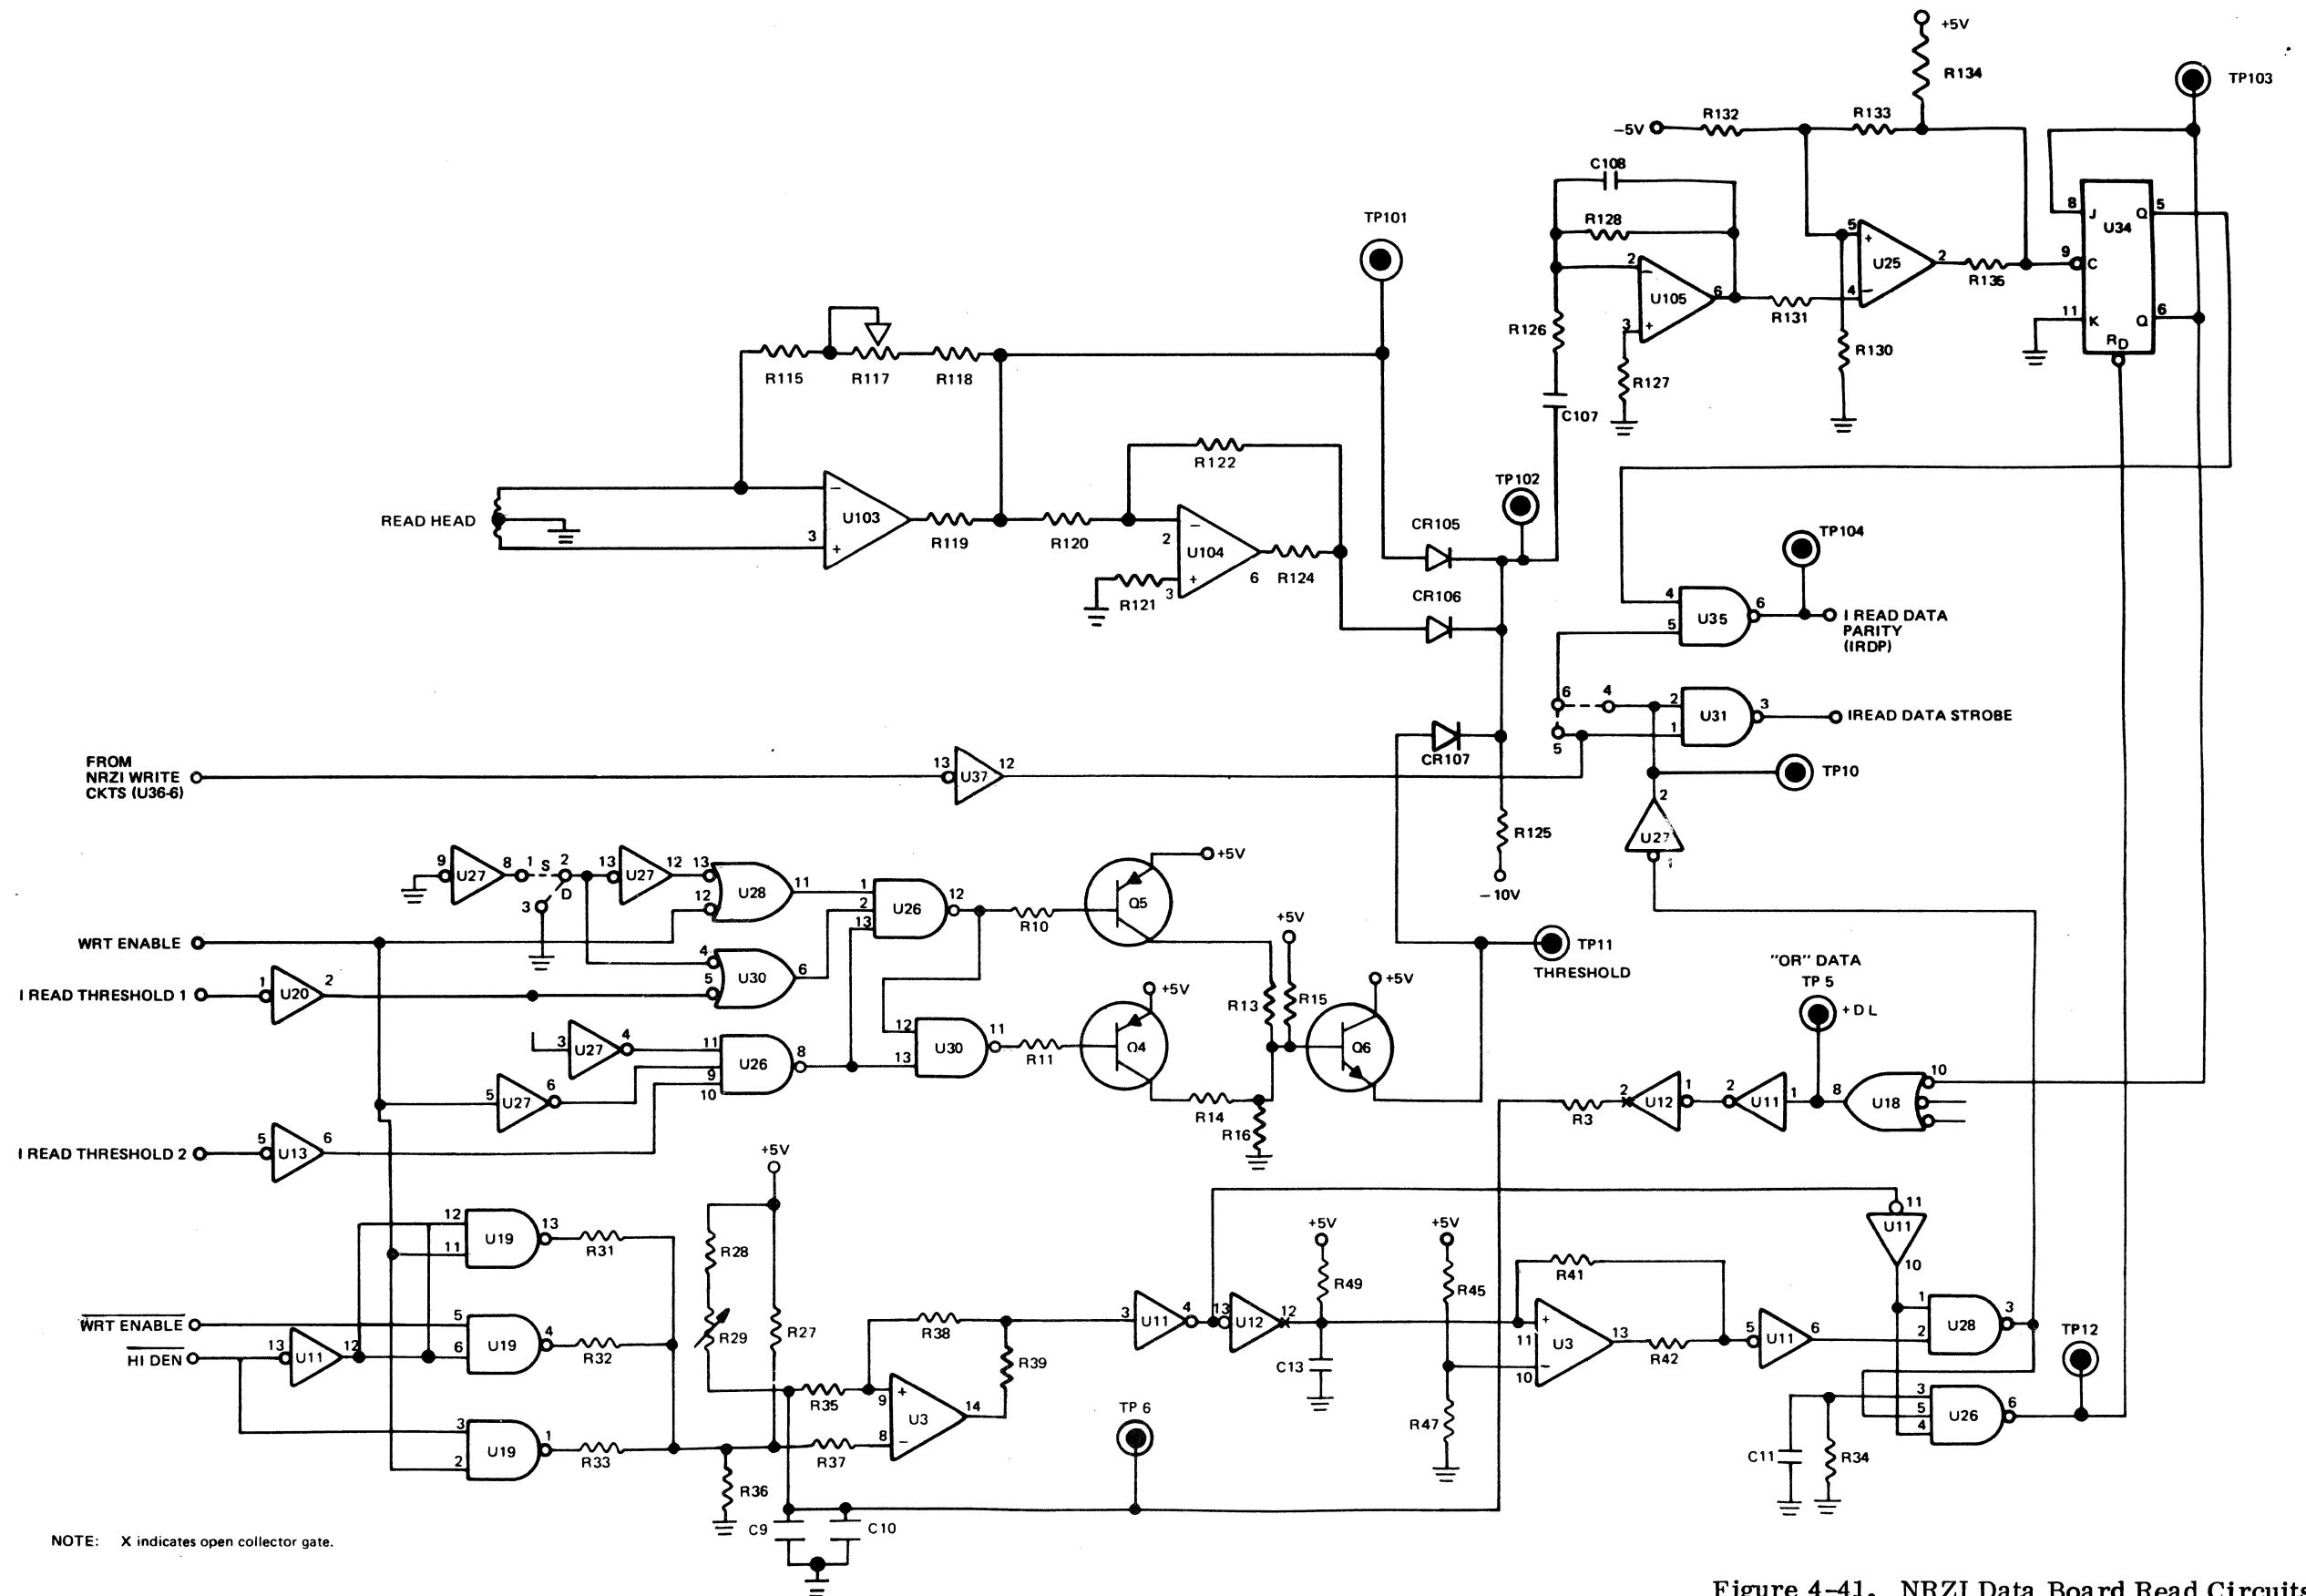 +5V
R134
TP103
-5V
R132
R133
C108
R128
TP101
8
J
Q
5
U34
2
U105
6
3
R126
R127
C107
R131
5
+
U25
4
2
R135
R130
9
C
11
K
Q
6
RD
R115
R117
R118
READ HEAD
U103
3
+
R119
R120
R122
2
U104
+
3
6
R124
R121
TP102
CR105
CR106
TP104
4
U35
6
5
I READ DATA
PARITY
(IRDP)
6
4
2
U31
3
1
5
IREAD DATA STROBE
CR107
FROM
NRZI WRITE
CKTS (U36-6)
13
U37
12
TP10
2
U27
1
R125
-10V
9
U27
8
1
S
2
D
3
13
U27
12
13
12
U28
11
1
2
13
U26
12
R10
Q5
+5V
WRT ENABLE
4
5
U30
6
I READ THRESHOLD 1
1
U20
2
+5V
TP11
THRESHOLD
R13
R15
+5V
Q6
"OR" DATA
TP 5
+ D L
3
U27
4
11
9
10
U26
8
12
13
U30
11
R11
Q4
+5V
5
U27
6
R14
R16
R3
2
U12
1
2
U11
1
8
U18
10
I READ THRESHOLD 2
5
U13
6
+5V
12
11
U19
13
R31
R28
R29
R27
WRT ENABLE
5
6
U19
4
R32
HI DEN
13
U11
12
3
2
U19
1
R33
R36
R35
R37
R38
R39
9
+
U3
8
-
14
3
U11
4
13
U12
12
+5V
R49
C13
+5V
R45
R47
R41
+
11
U3
-
10
13
R42
5
U11
6
11
U11
10
1
2
U28
3
TP12
3
5
4
U26
6
C11
R34
TP 6
C9
C10
NOTE: X indicates open collector gate.
Figure 4-41. NRZI Data Board Read Circuit